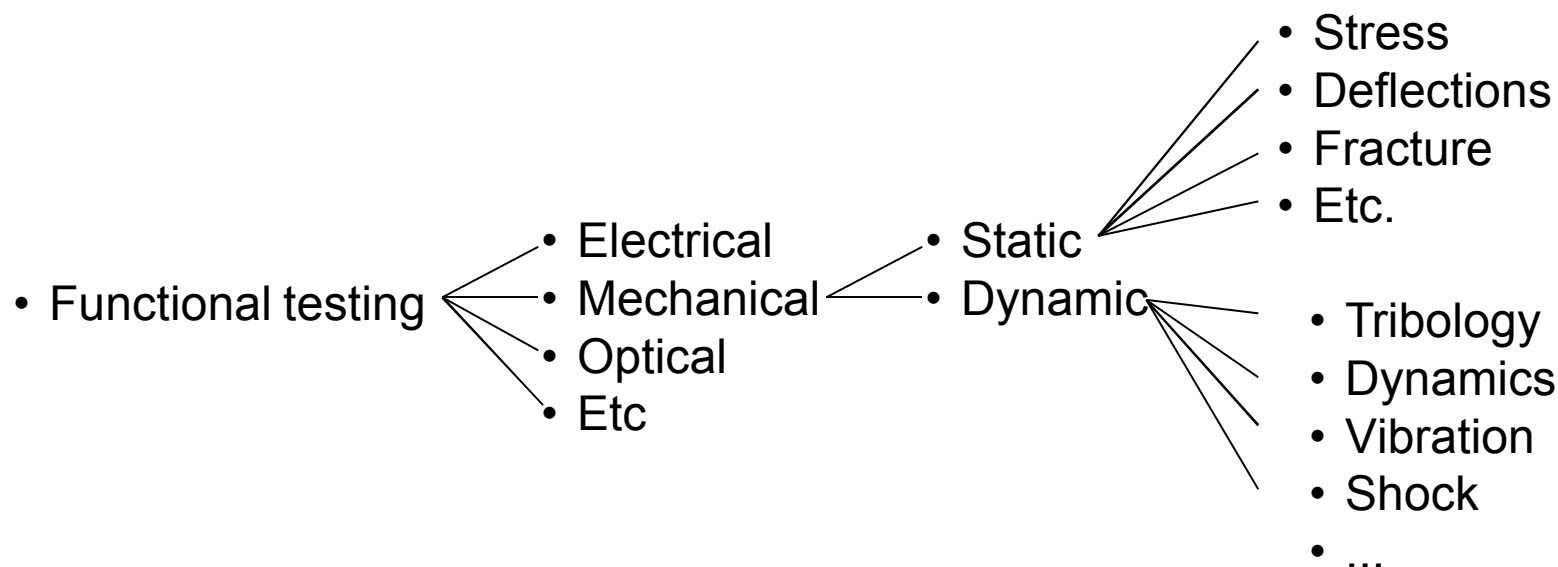 • Functional testing
• Electrical
• Mechanical
• Optical
• Etc
• Static
• Dynamic
• Stress
• Deflections
• Fracture
• Etc.
• Tribology
• Dynamics
• Vibration
• Shock
• ...